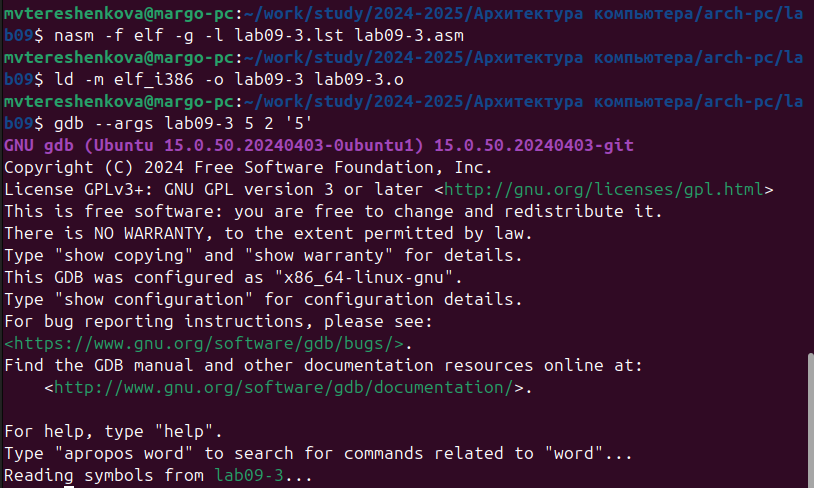 mvtereshenkova@margo-pc:~/work/study/2024-2025/Архитектура компьютера/arch-pc/la
b09$ nasm -f elf -g -l lab09-3.lst lab09-3.asm
mvtereshenkova@margo-pc:~/work/study/2024-2025/Архитектура компьютера/arch-pc/la
b09$ ld -m elf_i386 -o lab09-3 lab09-3.o
mvtereshenkova@margo-pc:~/work/study/2024-2025/Архитектура компьютера/arch-pc/la
b09$ gdb --args lab09-3 5 2 '5'
GNU gdb (Ubuntu 15.0.50.20240403-0ubuntu1) 15.0.50.20240403-git
Copyright (C) 2024 Free Software Foundation, Inc.
License GPLv3+: GNU GPL version 3 or later <http://gnu.org/licenses/gpl.html>
This is free software: you are free to change and redistribute it.
There is NO WARRANTY, to the extent permitted by law.
Type "show copying" and "show warranty" for details.
This GDB was configured as "x86_64-linux-gnu".
Type "show configuration" for configuration details.
For bug reporting instructions, please see:
<https://www.gnu.org/software/gdb/bugs/>.
Find the GDB manual and other documentation resources online at:
    <http://www.gnu.org/software/gdb/documentation/>.

For help, type "help".
Type "apropos word" to search for commands related to "word"...
Reading symbols from lab09-3...